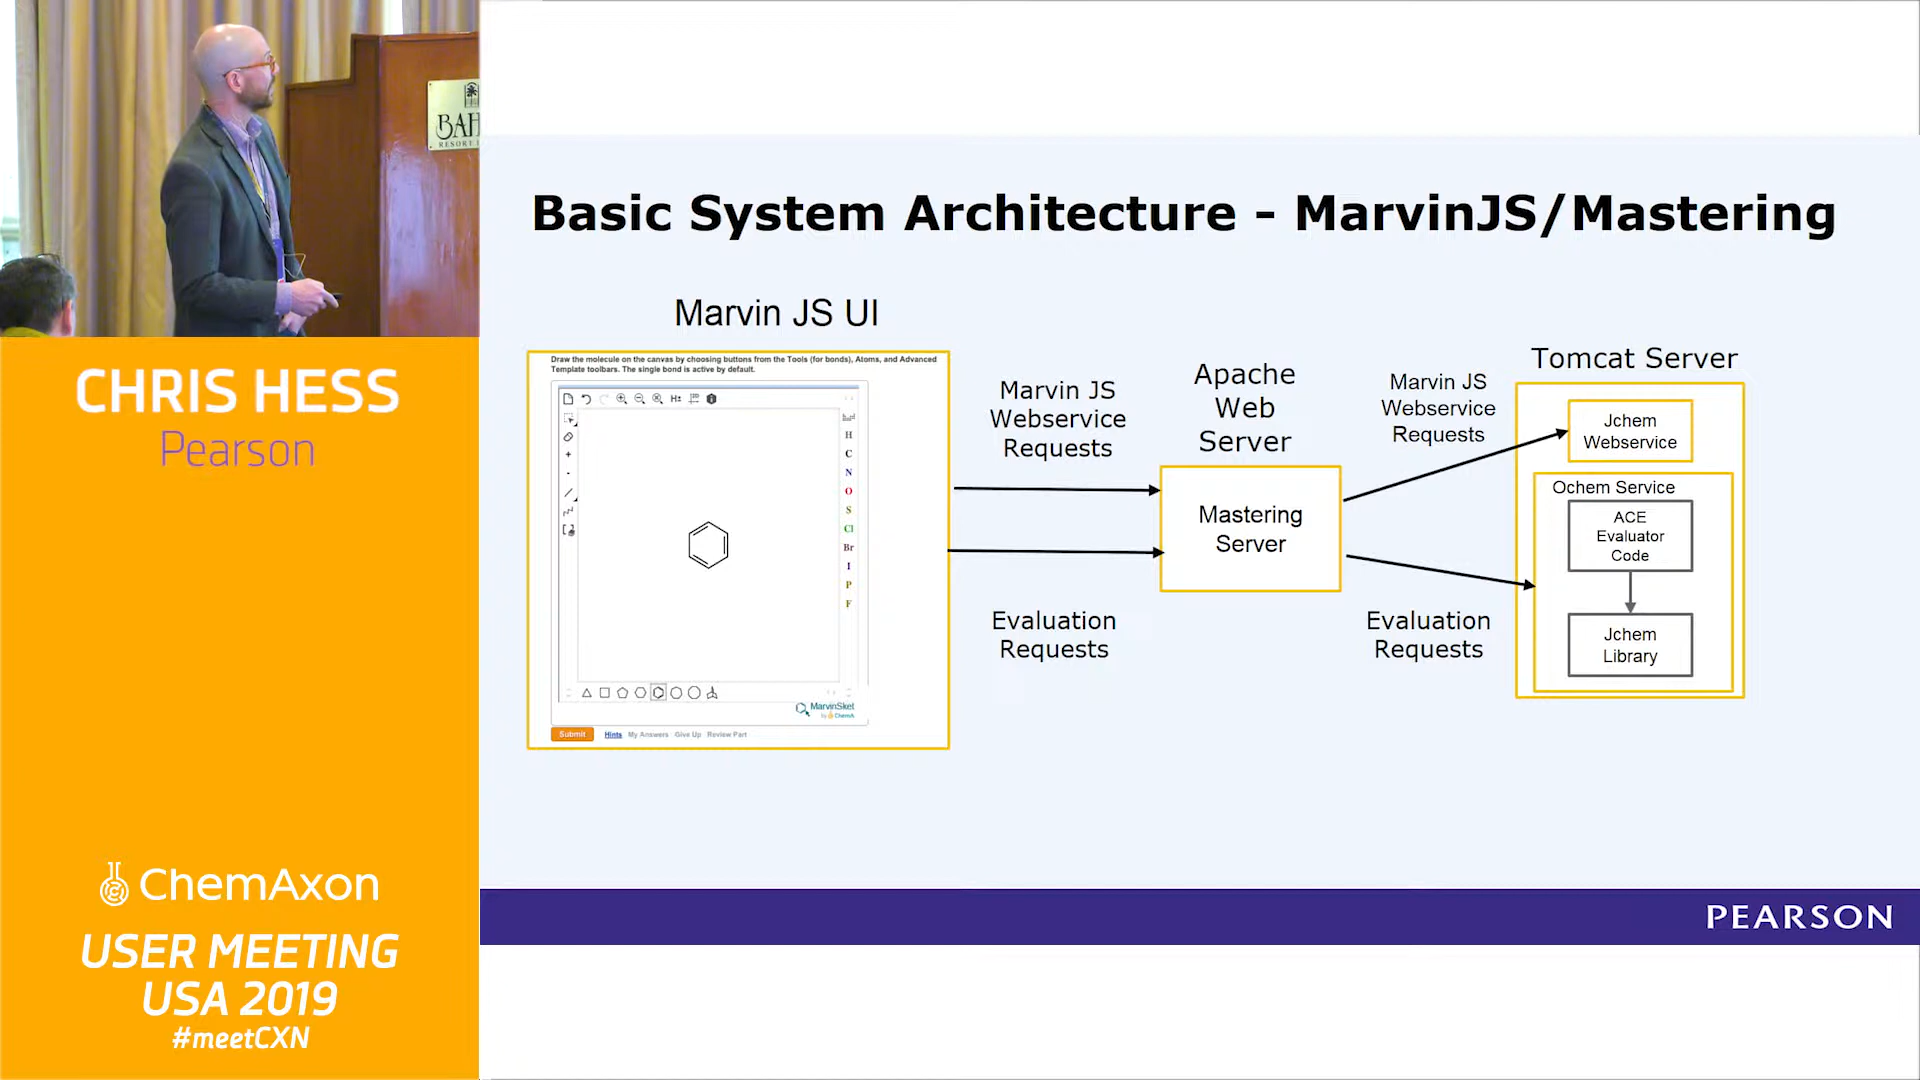 BAH
RESORT
CHRIS HESS
Pearson
ChemAxon
USER MEETING
USA 2019
#meetCXN
Basic System Architecture - MarvinJS/Mastering
Marvin JS UI
Draw the molecule on the canvas by choosing buttons from the Tools (for bonds), Atoms, and Advanced
Template toolbars. The single bond is active by default.
H±
H
C
N
O
S
Cl
Br
I
P
F
MarvinSket
by ChemA
Submit
Hints
My Answers
Give Up
Review Part
Marvin JS
Webservice
Requests
Evaluation
Requests
Apache
Web
Server
Mastering
Server
Marvin JS
Webservice
Requests
Evaluation
Requests
Tomcat Server
Jchem
Webservice
Ochem Service
ACE
Evaluator
Code
Jchem
Library
PEARSON